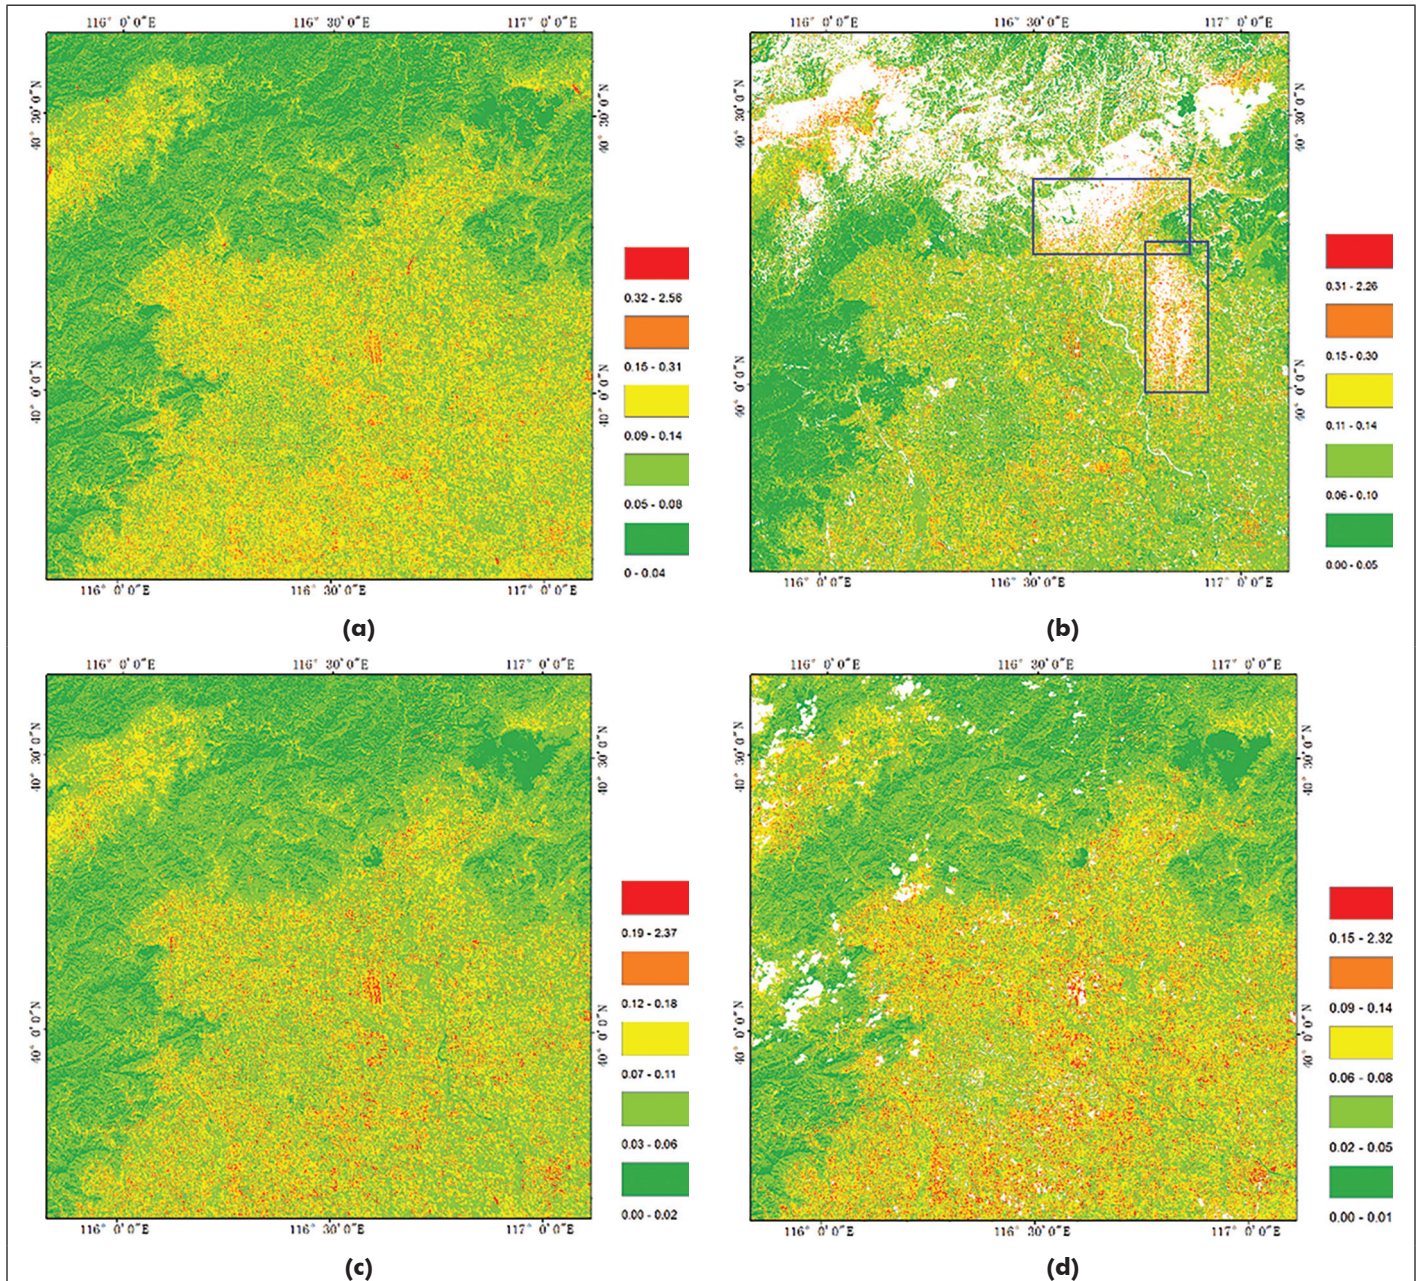 116° 0′ 0″E 116° 30′ 0″E 117° 0′ 0″E
40° 30′ 0″N
40° 0′ 0″N
40° 30′ 0″N
40° 0′ 0″N
0.32 - 2.56
0.15 - 0.31
0.09 - 0.14
0.05 - 0.08
0 - 0.04
116° 0′ 0″E 116° 30′ 0″E 117° 0′ 0″E
(a)
116° 0′ 0″E 116° 30′ 0″E 117° 0′ 0″E
40° 30′ 0″N
40° 0′ 0″N
40° 30′ 0″N
40° 0′ 0″N
0.31 - 2.26
0.15 - 0.30
0.11 - 0.14
0.06 - 0.10
0.00 - 0.05
116° 0′ 0″E 116° 30′ 0″E 117° 0′ 0″E
(b)
116° 0′ 0″E 116° 30′ 0″E 117° 0′ 0″E
40° 30′ 0″N
40° 0′ 0″N
40° 30′ 0″N
40° 0′ 0″N
0.19 - 2.37
0.12 - 0.18
0.07 - 0.11
0.03 - 0.06
0.00 - 0.02
116° 0′ 0″E 116° 30′ 0″E 117° 0′ 0″E
(c)
116° 0′ 0″E 116° 30′ 0″E 117° 0′ 0″E
40° 30′ 0″N
40° 0′ 0″N
40° 30′ 0″N
40° 0′ 0″N
0.15 - 2.32
0.09 - 0.14
0.06 - 0.08
0.02 - 0.05
0.00 - 0.01
116° 0′ 0″E 116° 30′ 0″E 117° 0′ 0″E
(d)